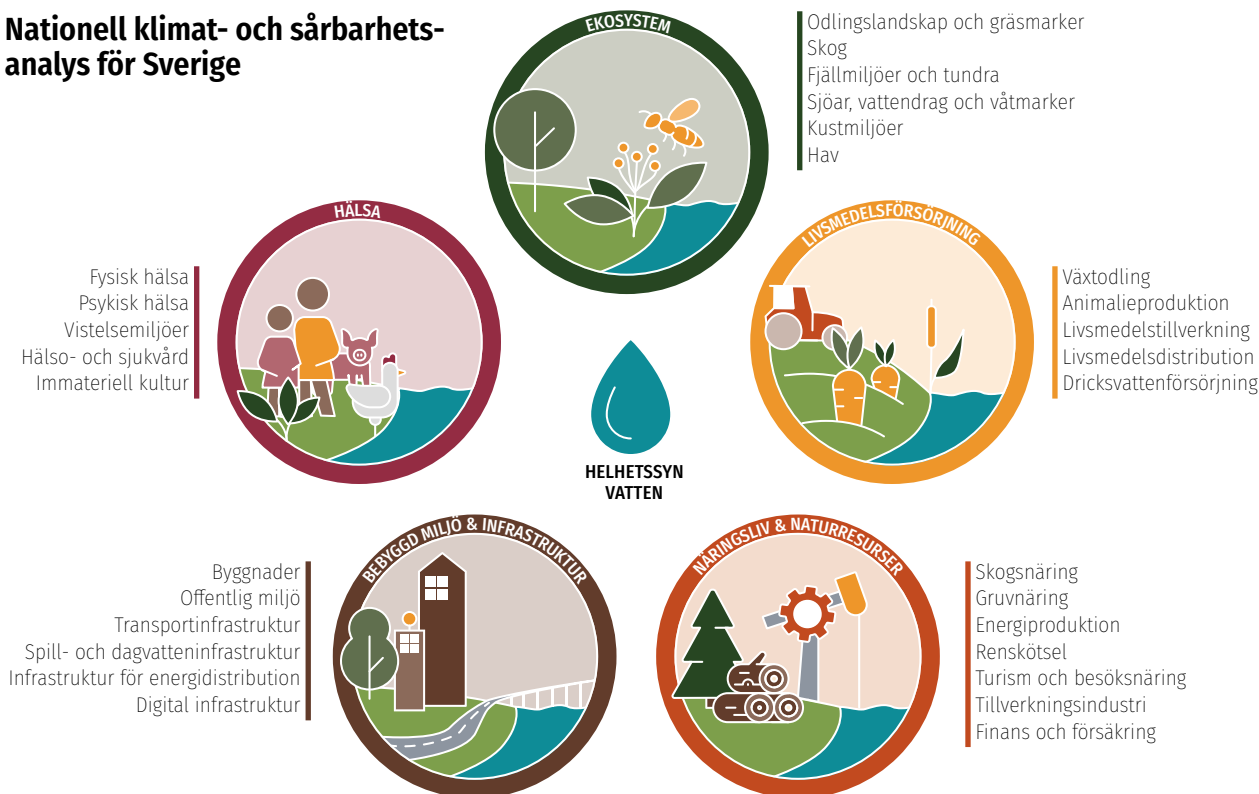 Nationell klimat- och sårbarhets-
analys för Sverige
EKOSYSTEM
Odlingslandskap och gräsmarker
Skog
Fjällmiljöer och tundra
Sjöar, vattendrag och våtmarker
Kustmiljöer
Hav
HÄLSA
Fysisk hälsa
Psykisk hälsa
Vistelsemiljöer
Hälso- och sjukvård
Immateriell kultur
LIVSMEDELSFÖRSÖRJNING
Växtodling
Animalieproduktion
Livsmedelstillverkning
Livsmedelsdistribution
Dricksvattenförsörjning
HELHETSSYN
VATTEN
BEBYGGD MILJÖ & INFRASTRUKTUR
Byggnader
Offentlig miljö
Transportinfrastruktur
Spill- och dagvatteninfrastruktur
Infrastruktur för energidistribution
Digital infrastruktur
NÄRINGSLIV & NATURRESURSER
Skogsnäring
Gruvnäring
Energiproduktion
Renskötsel
Turism och besöksnäring
Tillverkningsindustri
Finans och försäkring